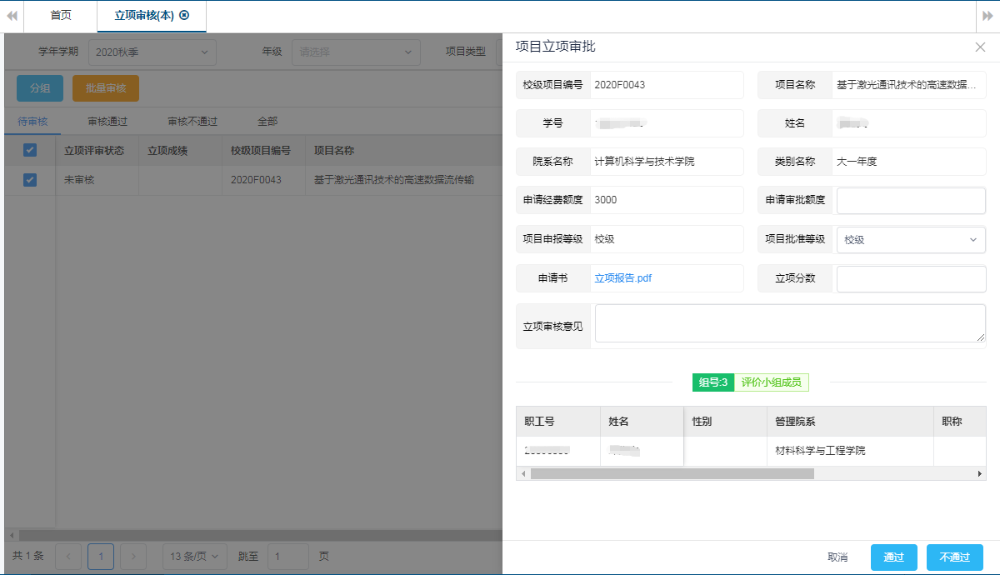 首页
立项审核(本)
学年学期
2020秋季
年级
请选择
项目类型
分组
批量审核
待审核
审核通过
审核不通过
全部
立项评审状态
立项成绩
校级项目编号
项目名称
未审核
2020F0043
基于激光通讯技术的高速数据流传输
共 1 条
1
13 条/页
跳至
1
页
项目立项审批
校级项目编号
2020F0043
项目名称
基于激光通讯技术的高速数据...
学号
姓名
院系名称
计算机科学与技术学院
类别名称
大一年度
申请经费额度
3000
申请审批额度
项目申报等级
校级
项目批准等级
校级
申请书
立项报告.pdf
立项分数
立项审核意见
组号:3
评价小组成员
职工号
姓名
性别
管理院系
职称
材料科学与工程学院
取消
通过
不通过